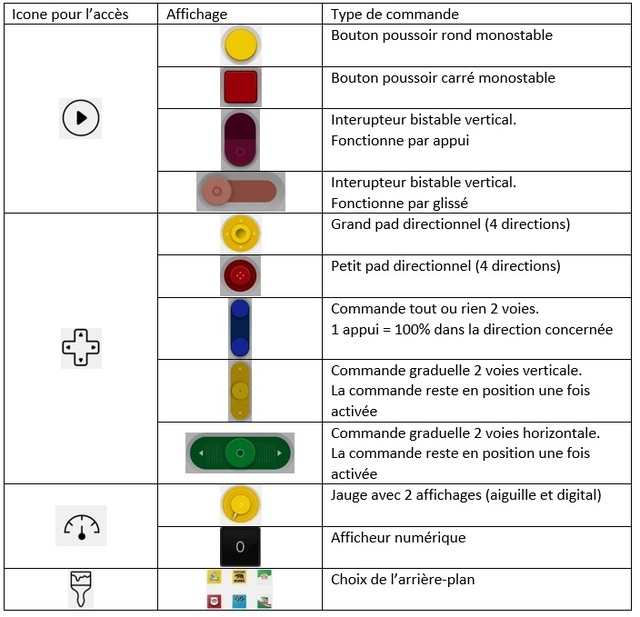 Icone pour l’accès
Affichage
Type de commande
Bouton poussoir rond monostable
Bouton poussoir carré monostable
Interupteur bistable vertical.
Fonctionne par appui
Interupteur bistable vertical.
Fonctionne par glissé
Grand pad directionnel (4 directions)
Petit pad directionnel (4 directions)
Commande tout ou rien 2 voies.
1 appui = 100% dans la direction concernée
Commande graduelle 2 voies verticale.
La commande reste en position une fois
activée
Commande graduelle 2 voies horizontale.
La commande reste en position une fois
activée
Jauge avec 2 affichages (aiguille et digital)
0
Afficheur numérique
Choix de l’arrière-plan